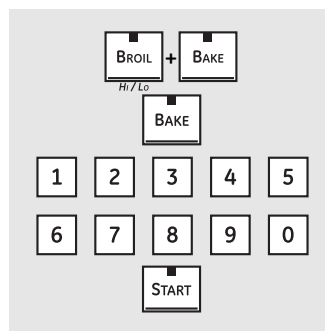 BROIL + BAKE
HI / LO
BAKE
1 2 3 4 5
6 7 8 9 0
START